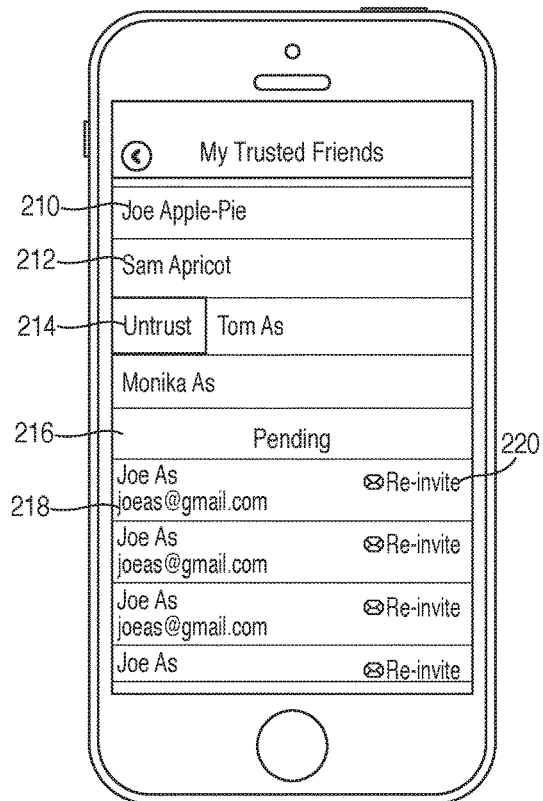 My Trusted Friends
210 Joe Apple-Pie
212 Sam Apricot
214 Untrust Tom As
Monika As
216 Pending 220
Joe As Re-invite
218 joeas@gmail.com
Joe As Re-invite
joeas@gmail.com
Joe As Re-invite
joeas@gmail.com
Joe As Re-invite